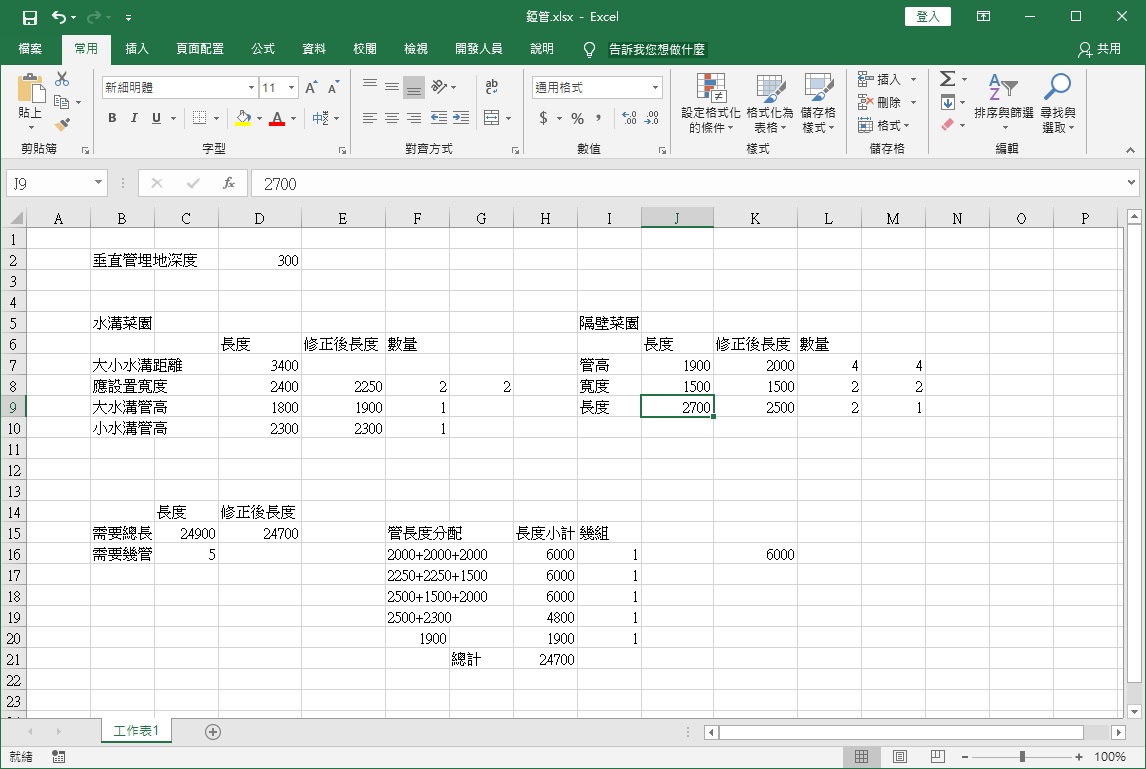 錏管.xlsx - Excel
登入
檔案 常用 插入 頁面配置 公式 資料 校閱 檢視 開發人員 說明 告訴我您想做什麼 共用
新細明體 11 通用格式
貼上
B I U A 中 $ % ,
設定格式化的條件 格式化為表格 儲存格樣式
插入
刪除
格式
排序與篩選 尋找與選取
剪貼簿 字型 對齊方式 數值 樣式 儲存格 編輯
J9 fx 2700
A B C D E F G H I J K L M N O P
1
2 垂直管埋地深度 300
3
4
5 水溝菜園 隔壁菜園
6 長度 修正後長度 數量 長度 修正後長度 數量
7 大小水溝距離 3400 管高 1900 2000 4 4
8 應設置寬度 2400 2250 2 2 寬度 1500 1500 2 2
9 大水溝管高 1800 1900 1 長度 2700 2500 2 1
10 小水溝管高 2300 2300 1
11
12
13
14 長度 修正後長度
15 需要總長 24900 24700 管長度分配 長度小計 幾組
16 需要幾管 5 2000+2000+2000 6000 1 6000
17 2250+2250+1500 6000 1
18 2500+1500+2000 6000 1
19 2500+2300 4800 1
20 1900 1900 1
21 總計 24700
22
23
工作表1
就緒 100%